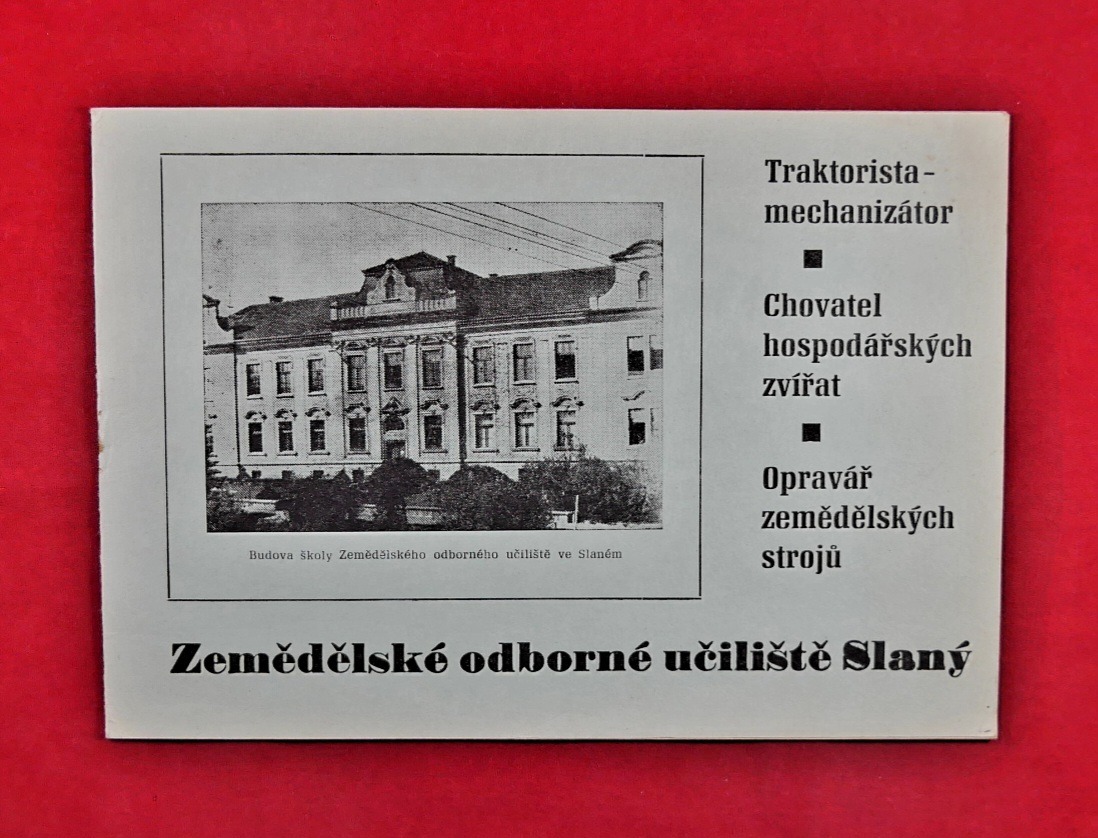 Traktorista-
mechanizátor
Chovatel
hospodářských
zvířat
Opravář
zemědělských
strojů
Budova školy Zemědělského odborného učiliště ve Slaném
Zemědělské odborné učiliště Slaný